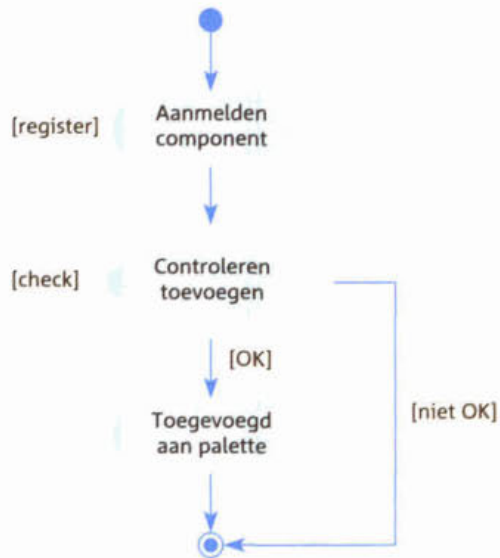 [register]
Aanmelden
component
[check]
Controleren
toevoegen
[OK]
[niet OK]
Toegevoegd
aan palette